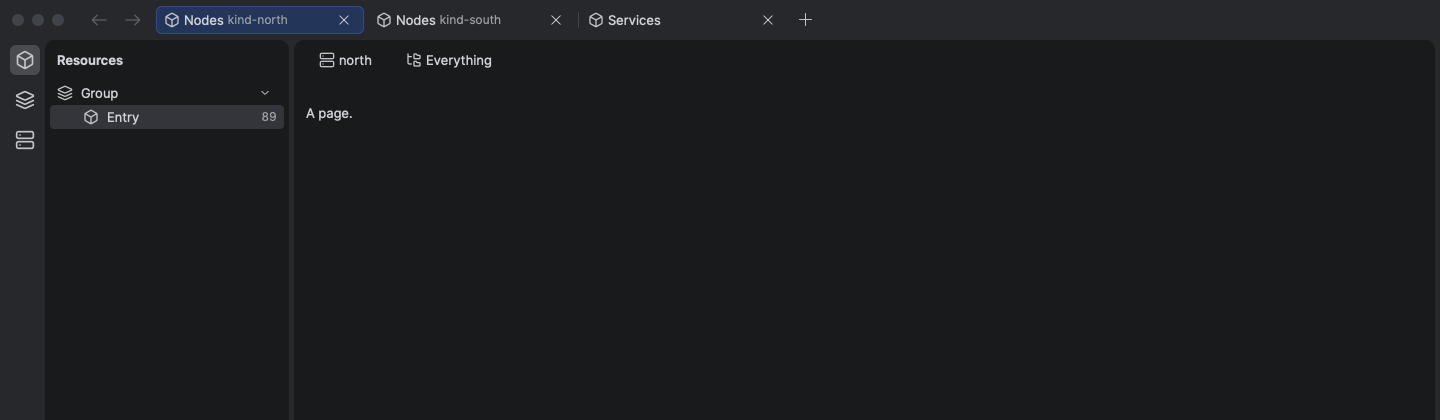 Nodes kind-north
Nodes kind-south
Services
Resources
north
Everything
Group
Entry 89
A page.